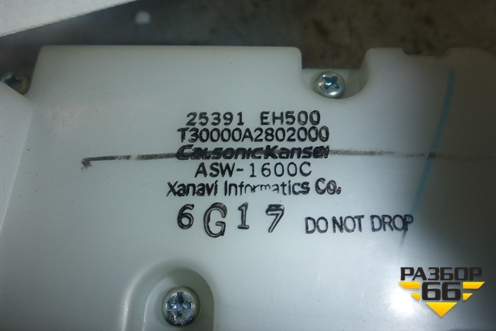 25391 EH500
T30000A2802000
CalsonicKansei
ASW-1600C
Xanavi Informatics Co.
6G17
DO NOT DROP
РАЗБОР
66